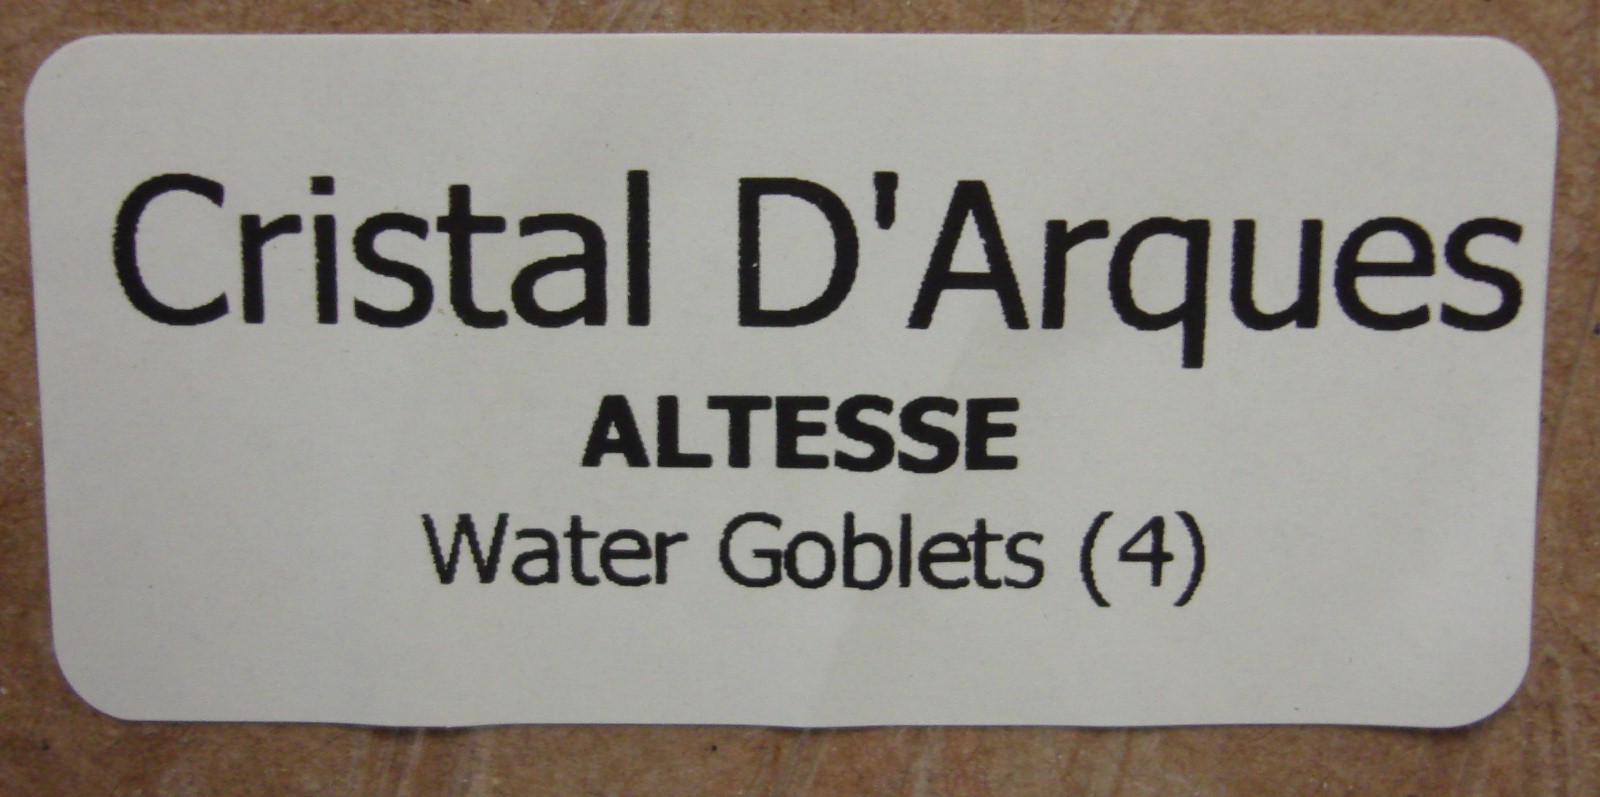 Cristal D'Arques
ALTESSE
Water Goblets (4)